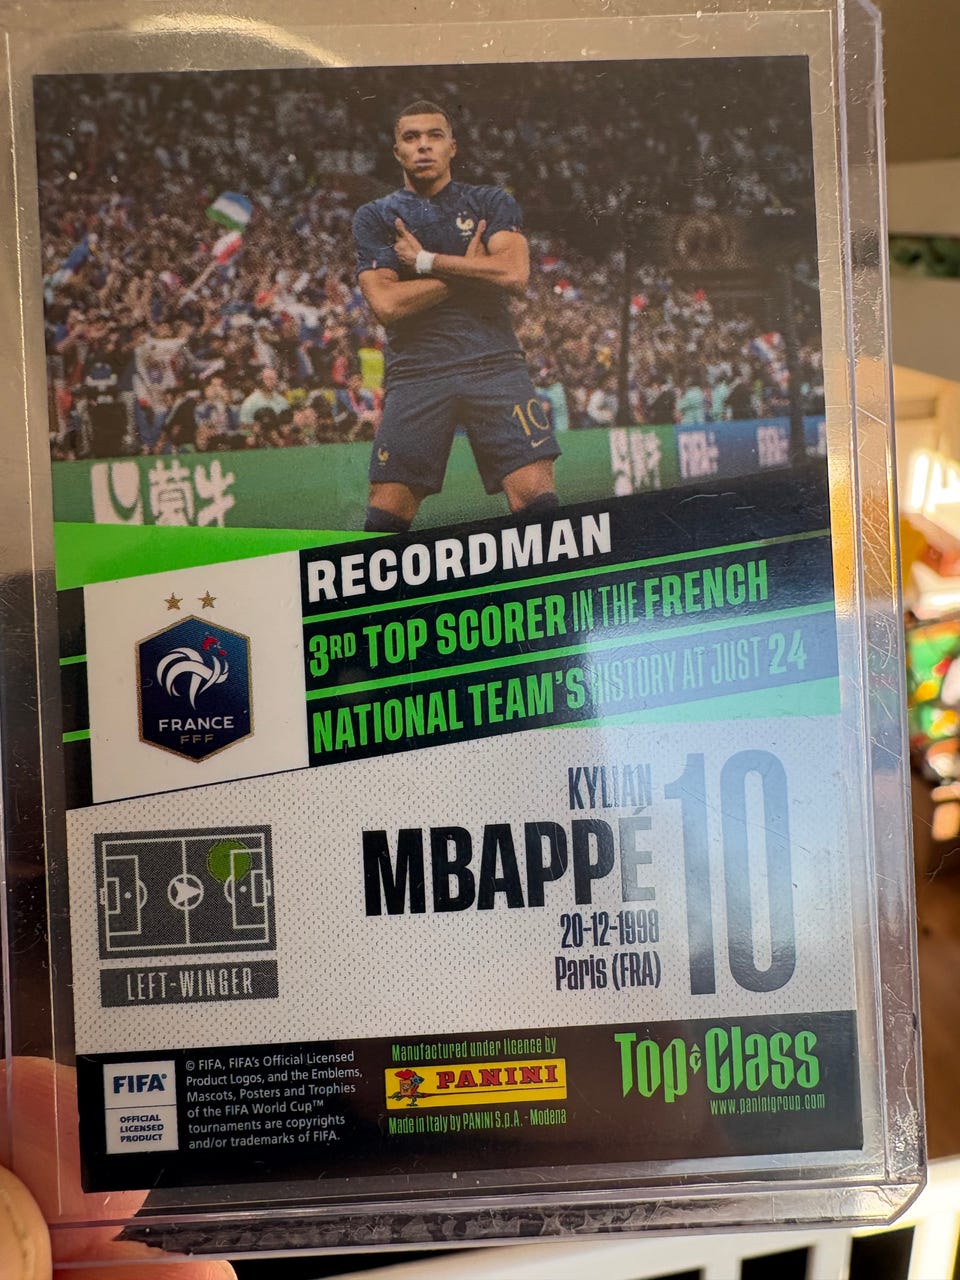 10
蒙牛
RECORDMAN
3RD TOP SCORER IN THE FRENCH
NATIONAL TEAM'S HISTORY AT JUST 24
FRANCE
FFF
KYLIAN
MBAPPÉ
10
20-12-1998
Paris (FRA)
LEFT-WINGER
FIFA®
OFFICIAL
LICENSED
PRODUCT
© FIFA, FIFA's Official Licensed
Product Logos, and the Emblems,
Mascots, Posters and Trophies
of the FIFA World Cup™
tournaments are copyrights
and/or trademarks of FIFA.
Manufactured under licence by
PANINI
Made in Italy by PANINI S.p.A. - Modena
Top Class
www.paninigroup.com